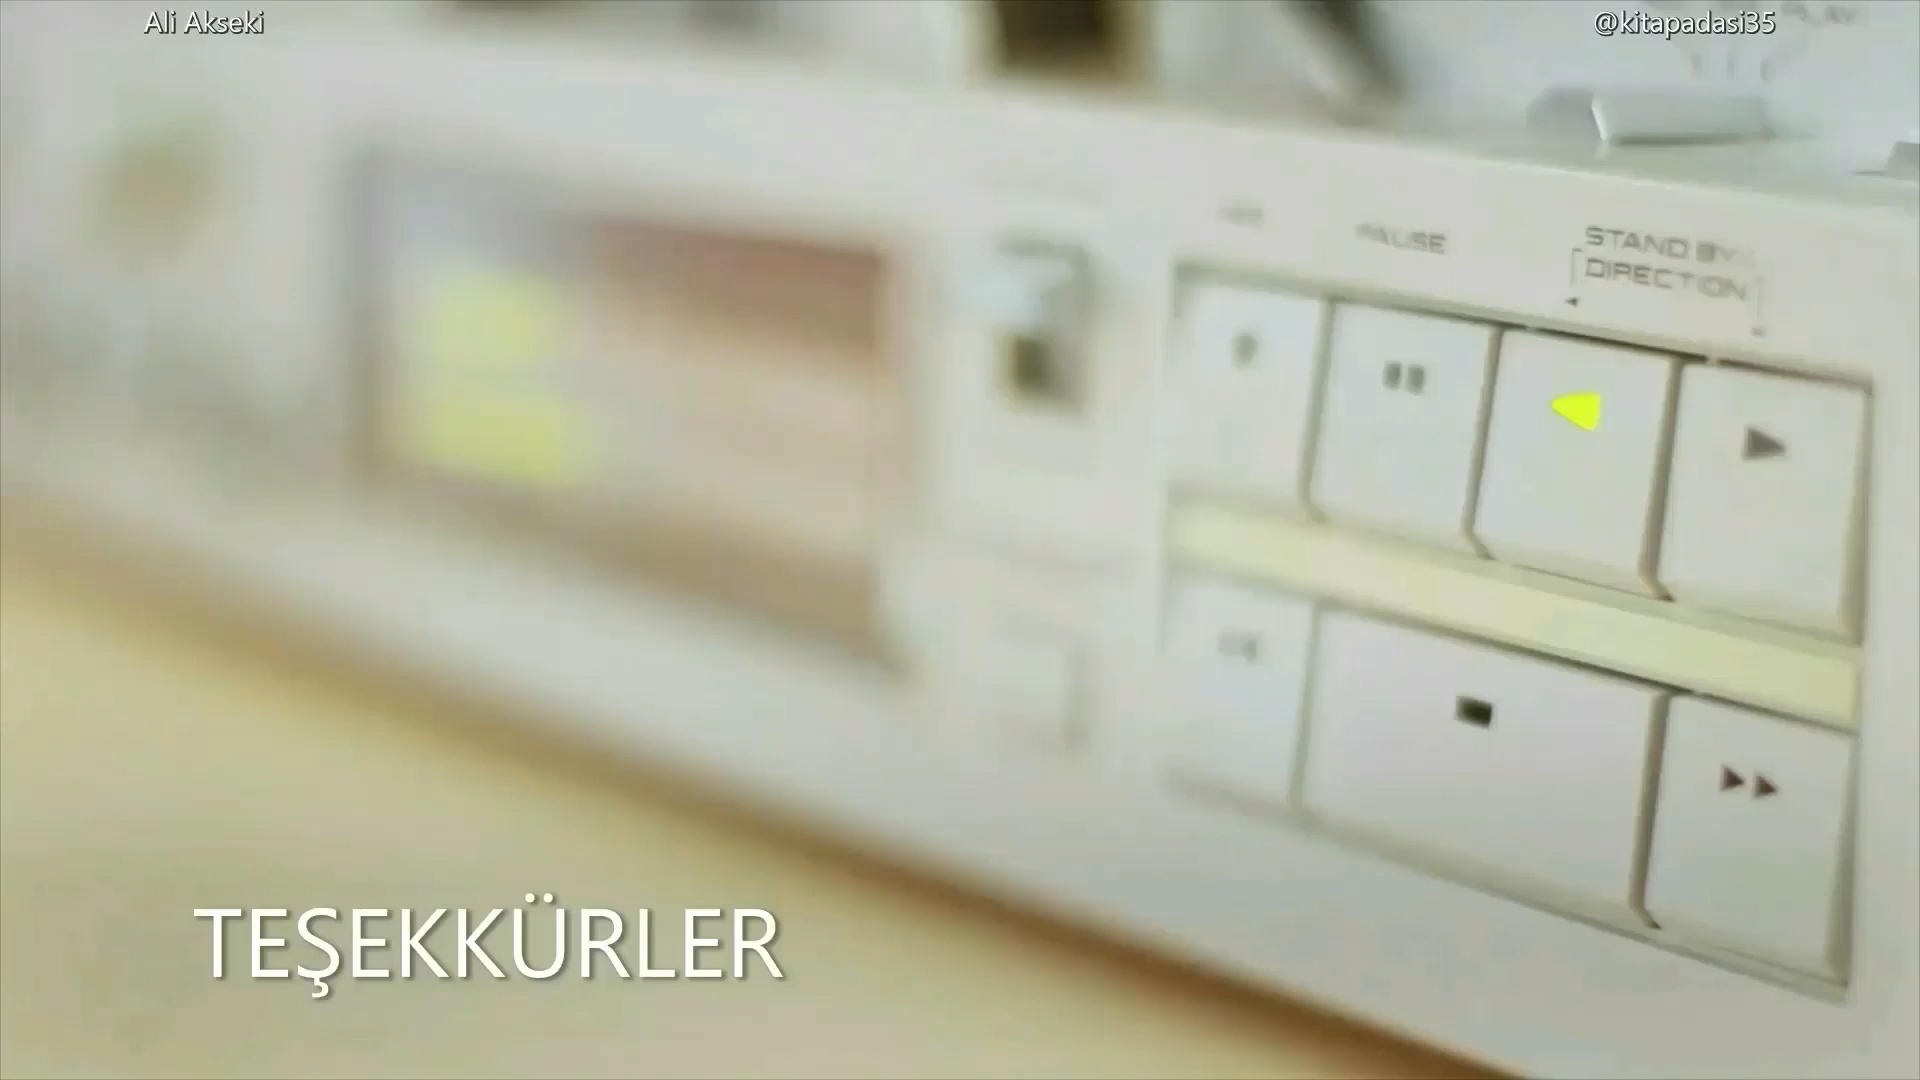 Ali Akseki
@kitapadasi35
PAUSE
STAND BY
DIRECTION
TEŞEKKÜRLER